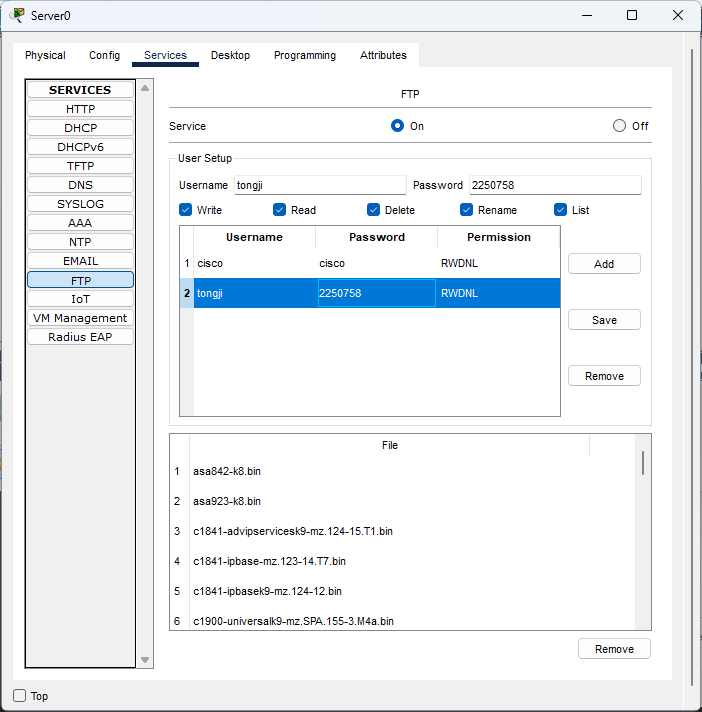 Server0
Physical Config Services Desktop Programming Attributes
SERVICES
HTTP
DHCP
DHCPv6
TFTP
DNS
SYSLOG
AAA
NTP
EMAIL
FTP
IoT
VM Management
Radius EAP
FTP
Service On Off
User Setup
Username tongji Password 2250758
Write Read Delete Rename List
Username Password Permission
1 cisco cisco RWDNL
2 tongji 2250758 RWDNL
Add
Save
Remove
File
1 asa842-k8.bin
2 asa923-k8.bin
3 c1841-advipservicesk9-mz.124-15.T1.bin
4 c1841-ipbase-mz.123-14.T7.bin
5 c1841-ipbasek9-mz.124-12.bin
6 c1900-universalk9-mz.SPA.155-3.M4a.bin
Remove
Top